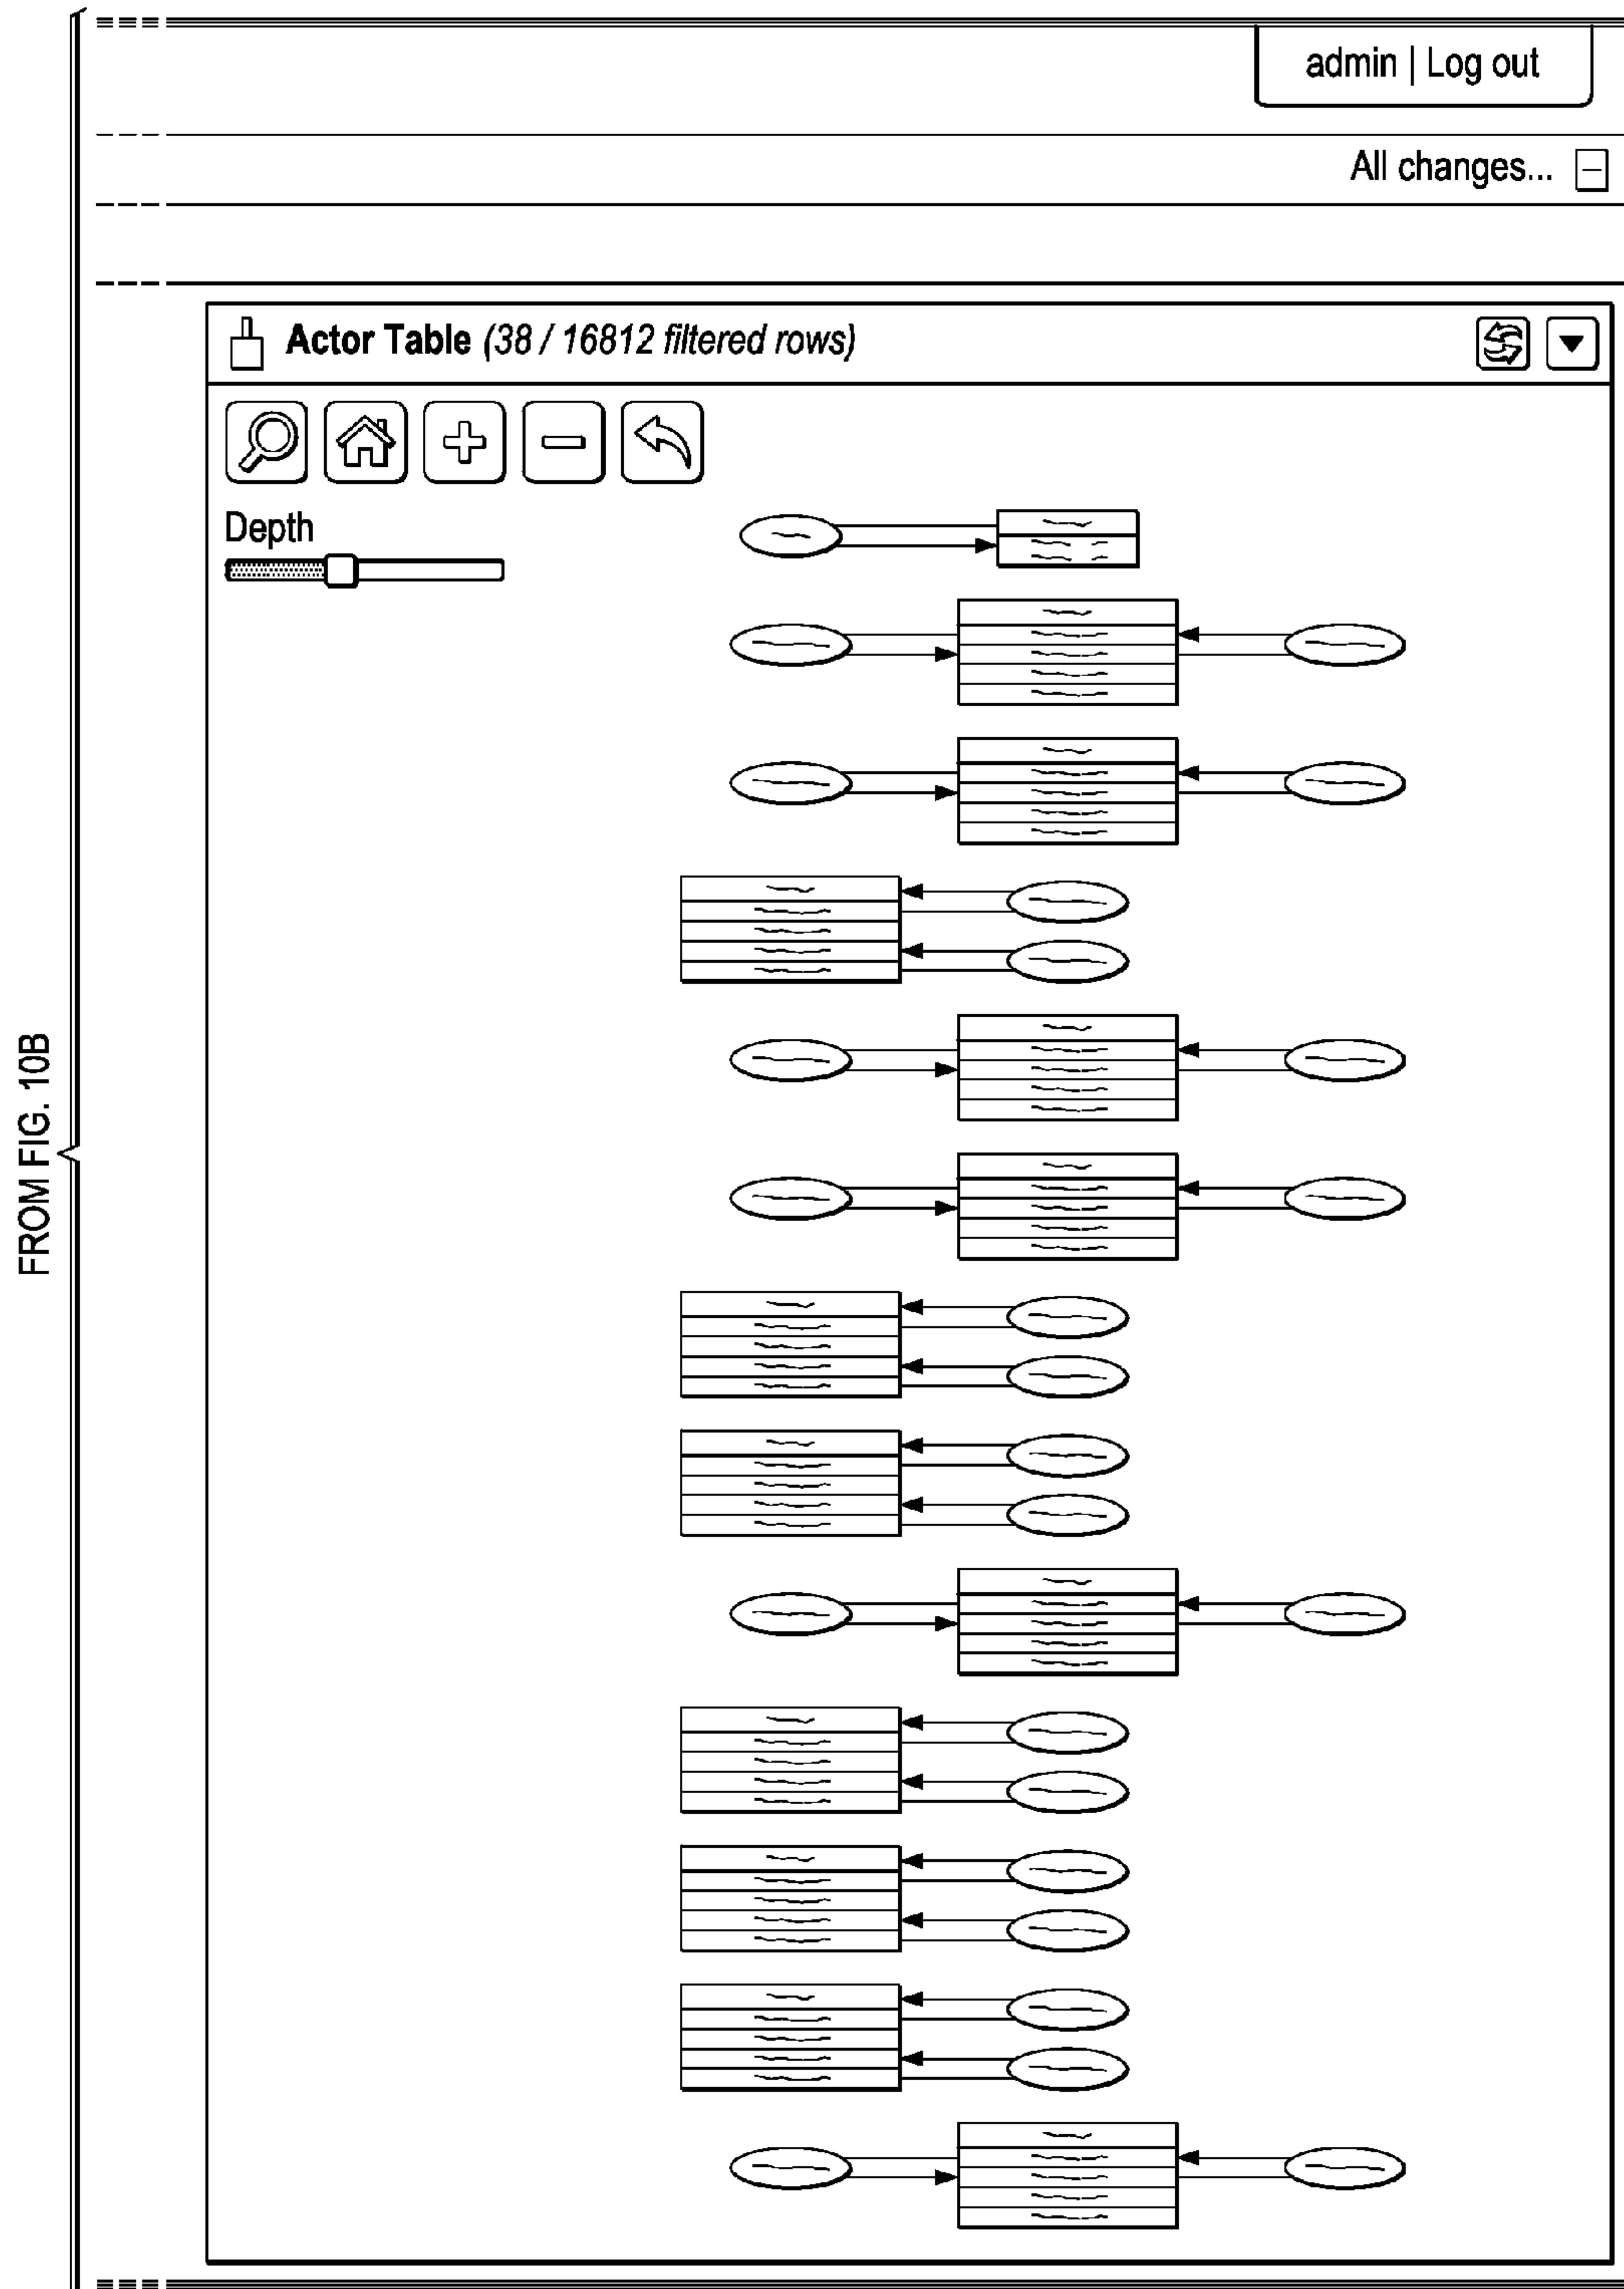 admin | Log out
All changes...
Actor Table (38 / 16812 filtered rows)
Depth
FROM FIG. 10B